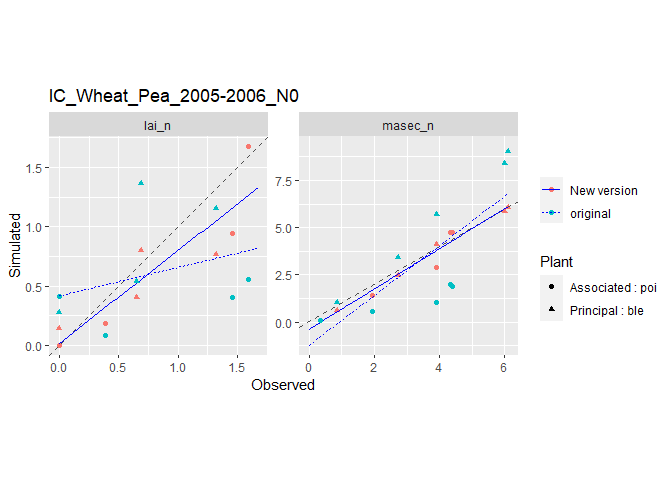 IC_Wheat_Pea_2005-2006_N0
lai_n
masec_n
Simulated
1.5
1.0
0.5
0.0
7.5
5.0
2.5
0.0
0.0
0.5
1.0
1.5
0
2
4
6
Observed
New version
original
Plant
Associated : poi
Principal : ble